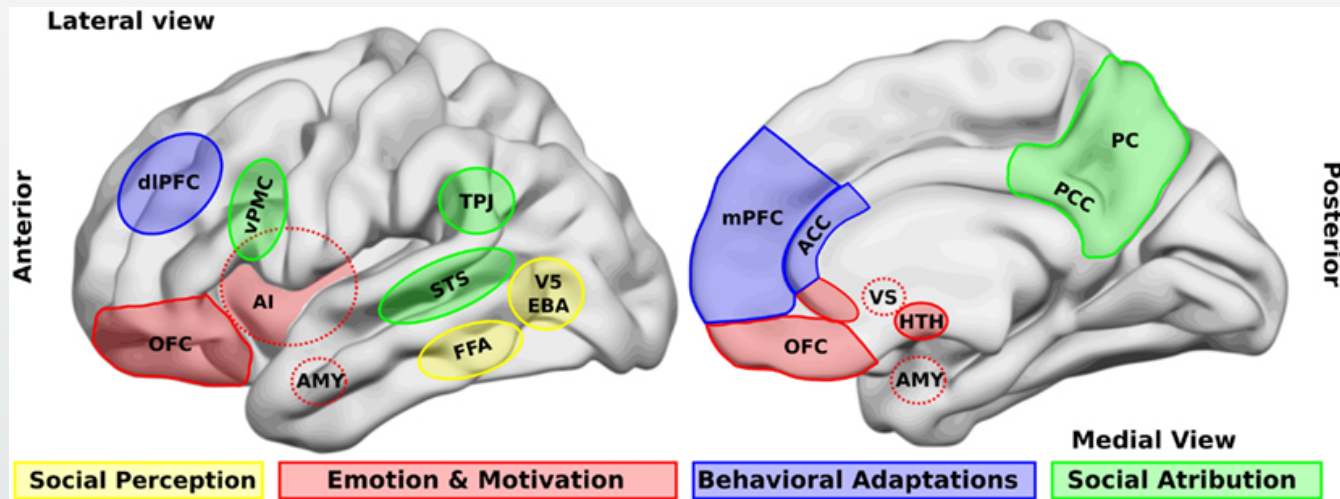 Lateral view
Anterior
dlPFC
vPMC
TPJ
AI
STS
V5
EBA
OFC
FFA
AMY
mPFC
ACC
PC
PCC
VS
HTH
OFC
AMY
Posterior
Medial View
Social Perception
Emotion & Motivation
Behavioral Adaptations
Social Atribution